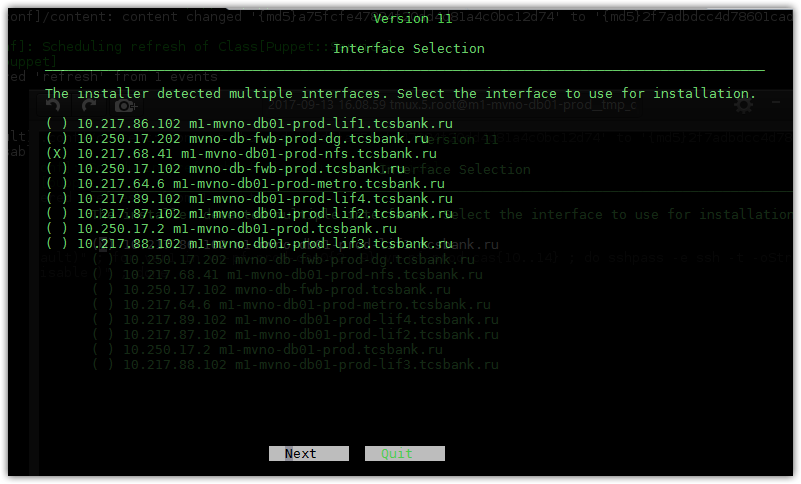 onf]/content: content changed '{md5}a75fcfe47
Version 11
nf]: Scheduling refresh of Class[Puppet::
Interface Selection
uppet]
ed 'refresh' from 1 events
The installer detected multiple interfaces. Select the interface to use for installation.
2017-09-13 16.08.59 tmux.5.root@m1-mvno-db01-prod__tmp_c
( ) 10.217.86.102 m1-mvno-db01-prod-lif1.tcsbank.ru
( ) 10.250.17.202 mvno-db-fwb-prod-dg.tcsbank.ru
Version 11
(X) 10.217.68.41 m1-mvno-db01-prod-nfs.tcsbank.ru
( ) 10.250.17.102 mvno-db-fwb-prod.tcsbank.ru
Interface Selection
( ) 10.217.64.6 m1-mvno-db01-prod-metro.tcsbank.ru
( ) 10.217.89.102 m1-mvno-db01-prod-lif4.tcsbank.ru
( ) 10.217.87.102 m1-mvno-db01-prod-lif2.tcsbank.ru
elect the interface to use for installation
( ) 10.250.17.2 m1-mvno-db01-prod.tcsbank.ru
( ) 10.217.88.102 m1-mvno-db01-prod-lif3.tcsbank.ru
( ) 10.250.17.202 mvno-db-fwb-prod-dg.tcsbank.ru
( ) 10.217.68.41 m1-mvno-db01-prod-nfs.tcsbank.ru
( ) 10.250.17.102 mvno-db-fwb-prod.tcsbank.ru
( ) 10.217.64.6 m1-mvno-db01-prod-metro.tcsbank.ru
( ) 10.217.89.102 m1-mvno-db01-prod-lif4.tcsbank.ru
( ) 10.217.87.102 m1-mvno-db01-prod-lif2.tcsbank.ru
( ) 10.250.17.2 m1-mvno-db01-prod.tcsbank.ru
( ) 10.217.88.102 m1-mvno-db01-prod-lif3.tcsbank.ru
Next Quit